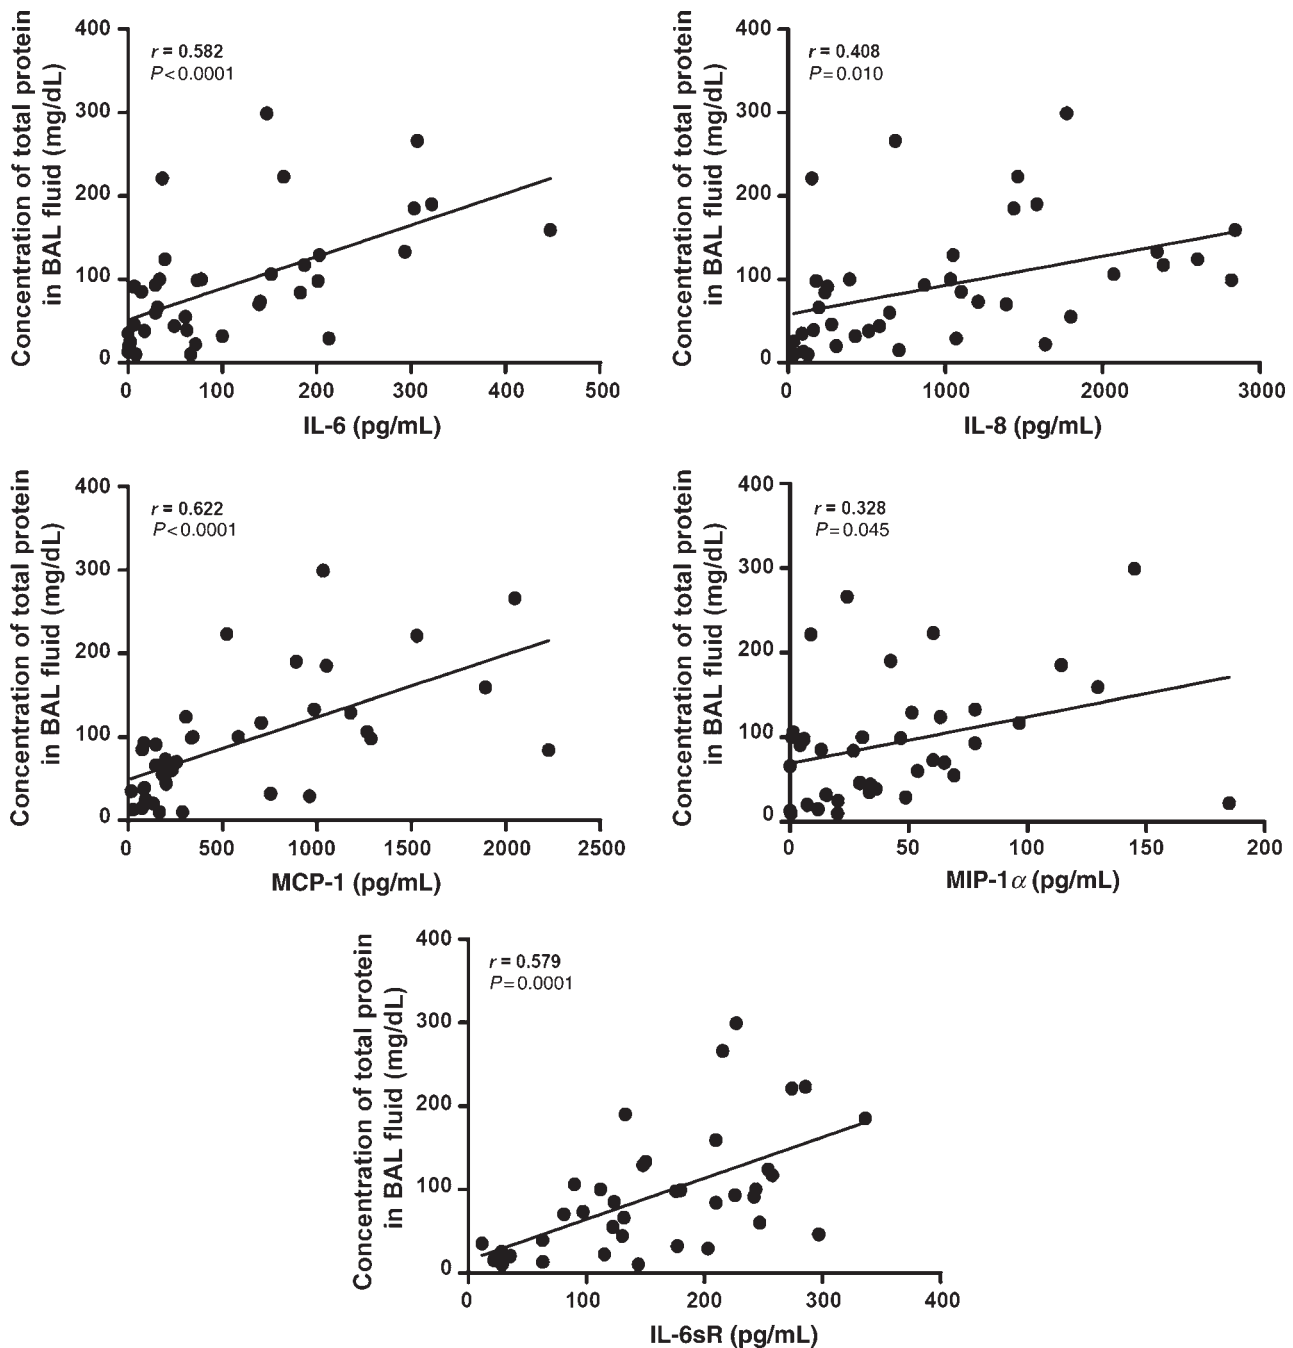 Concentration of total protein
in BAL fluid (mg/dL)
400
300
200
100
0
r = 0.582
P<0.0001
0 100 200 300 400 500
IL-6 (pg/mL)
Concentration of total protein
in BAL fluid (mg/dL)
400
300
200
100
0
r = 0.408
P=0.010
0 1000 2000 3000
IL-8 (pg/mL)
Concentration of total protein
in BAL fluid (mg/dL)
400
300
200
100
0
r = 0.622
P<0.0001
0 500 1000 1500 2000 2500
MCP-1 (pg/mL)
Concentration of total protein
in BAL fluid (mg/dL)
400
300
200
100
0
r = 0.328
P=0.045
0 50 100 150 200
MIP-1α (pg/mL)
Concentration of total protein
in BAL fluid (mg/dL)
400
300
200
100
0
r = 0.579
P=0.0001
0 100 200 300 400
IL-6sR (pg/mL)